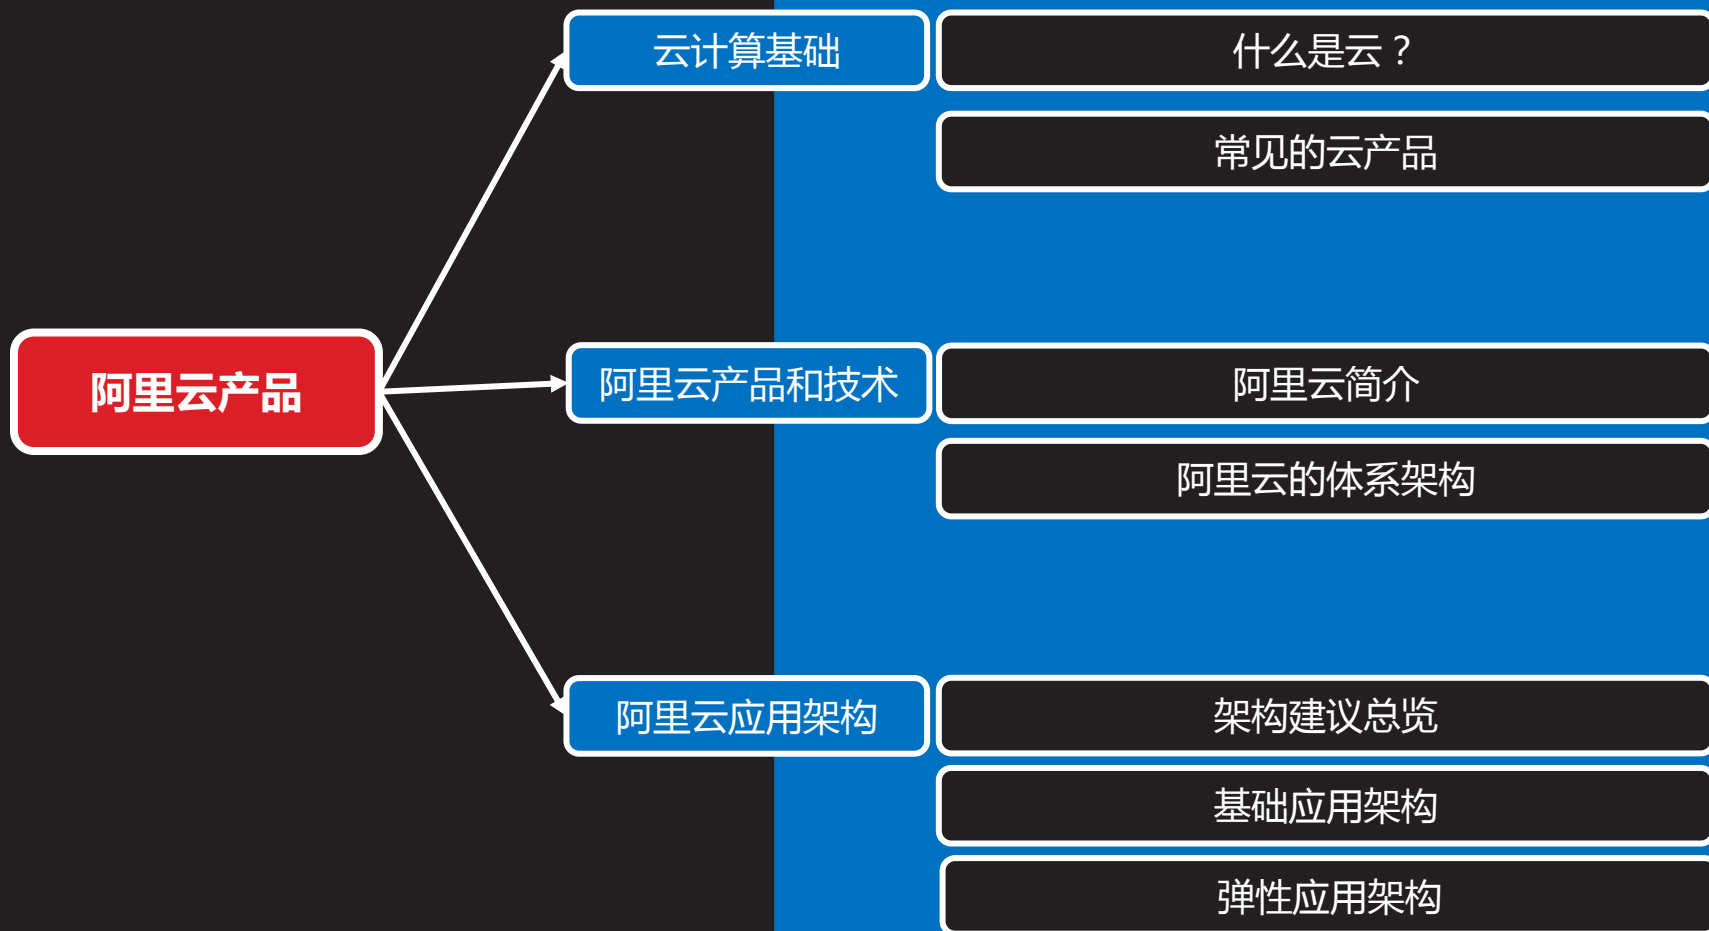 云计算基础
什么是云？
常见的云产品
阿里云产品
阿里云产品和技术
阿里云简介
阿里云的体系架构
阿里云应用架构
架构建议总览
基础应用架构
弹性应用架构